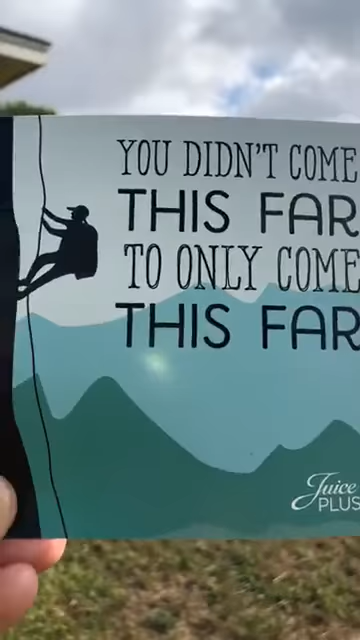 YOU DIDN'T COME
THIS FAR
TO ONLY COME
THIS FAR
Juice
PLUS